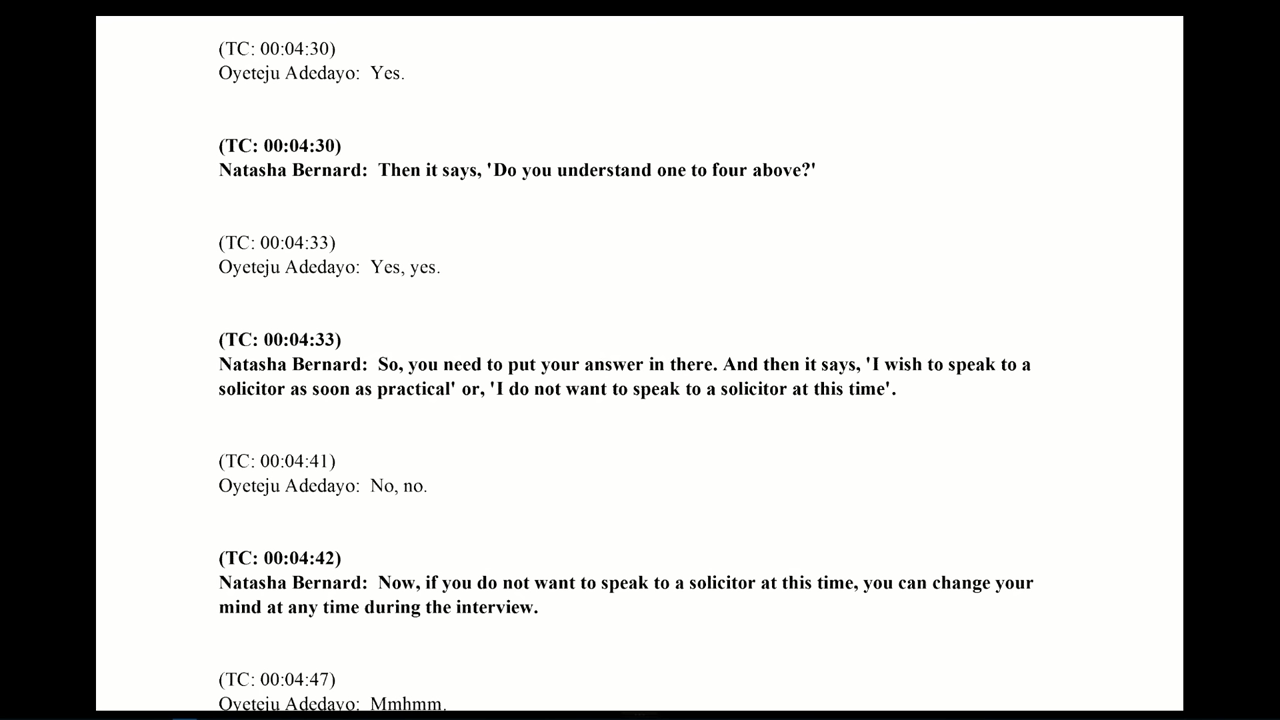 (TC: 00:04:30)
Oyeteju Adedayo: Yes.
(TC: 00:04:30)
Natasha Bernard: Then it says, 'Do you understand one to four above?'
(TC: 00:04:33)
Oyeteju Adedayo: Yes, yes.
(TC: 00:04:33)
Natasha Bernard: So, you need to put your answer in there. And then it says, 'I wish to speak to a
solicitor as soon as practical' or, 'I do not want to speak to a solicitor at this time'.
(TC: 00:04:41)
Oyeteju Adedayo: No, no.
(TC: 00:04:42)
Natasha Bernard: Now, if you do not want to speak to a solicitor at this time, you can change your
mind at any time during the interview.
(TC: 00:04:47)
Oyeteju Adedayo: Mmhmm.